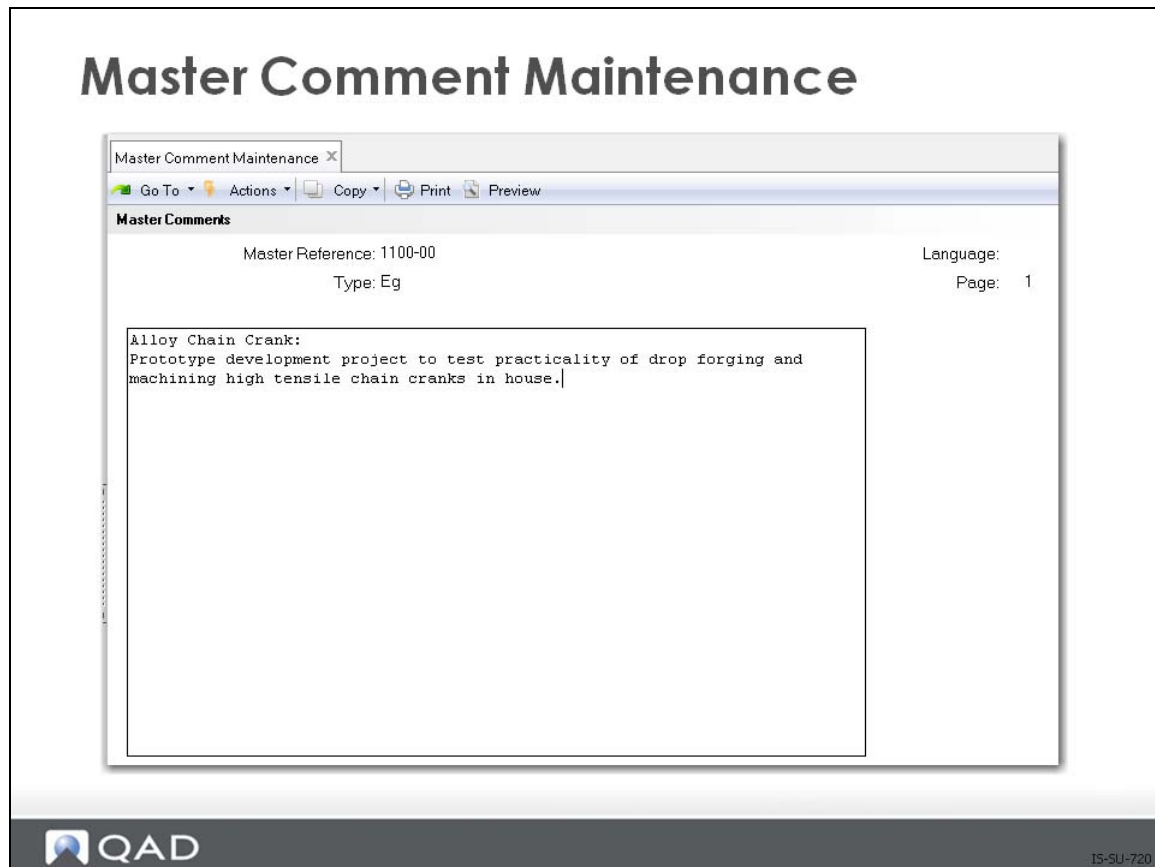 Master Comment Maintenance
Master Comment Maintenance X
Go To Actions Copy Print Preview
Master Comments
Master Reference: 1100-00 Language:
Type: Eg Page: 1
Alloy Chain Crank:
Prototype development project to test practicality of drop forging and
machining high tensile chain cranks in house.
QAD
IS-SU-720